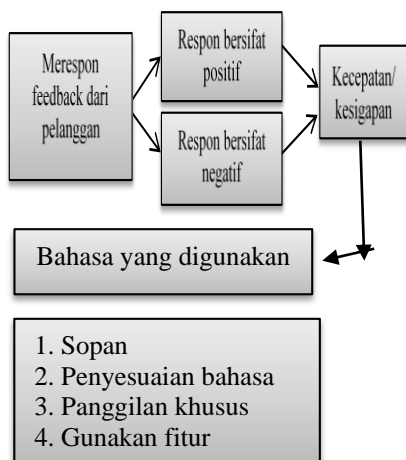 Merespon
feedback dari
pelanggan
Respon bersifat
positif
Respon bersifat
negatif
Kecepatan/
kesigapan
Bahasa yang digunakan
1. Sopan
2. Penyesuaian bahasa
3. Panggilan khusus
4. Gunakan fitur